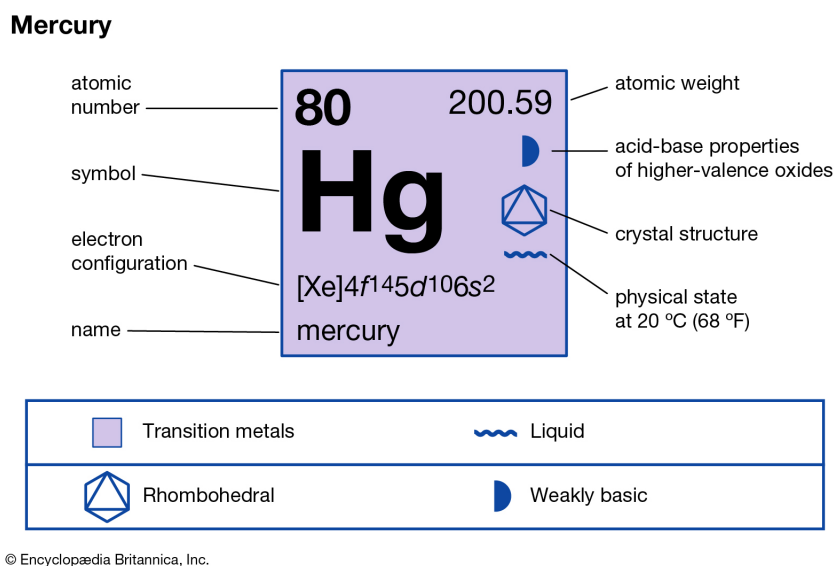 Mercury
atomic
number
80
200.59
atomic weight
symbol
Hg
acid-base properties
of higher-valence oxides
crystal structure
electron
configuration
[Xe]4f¹⁴5d¹⁰6s²
physical state
at 20 ºC (68 ºF)
name
mercury
Transition metals
Liquid
Rhombohedral
Weakly basic
© Encyclopædia Britannica, Inc.